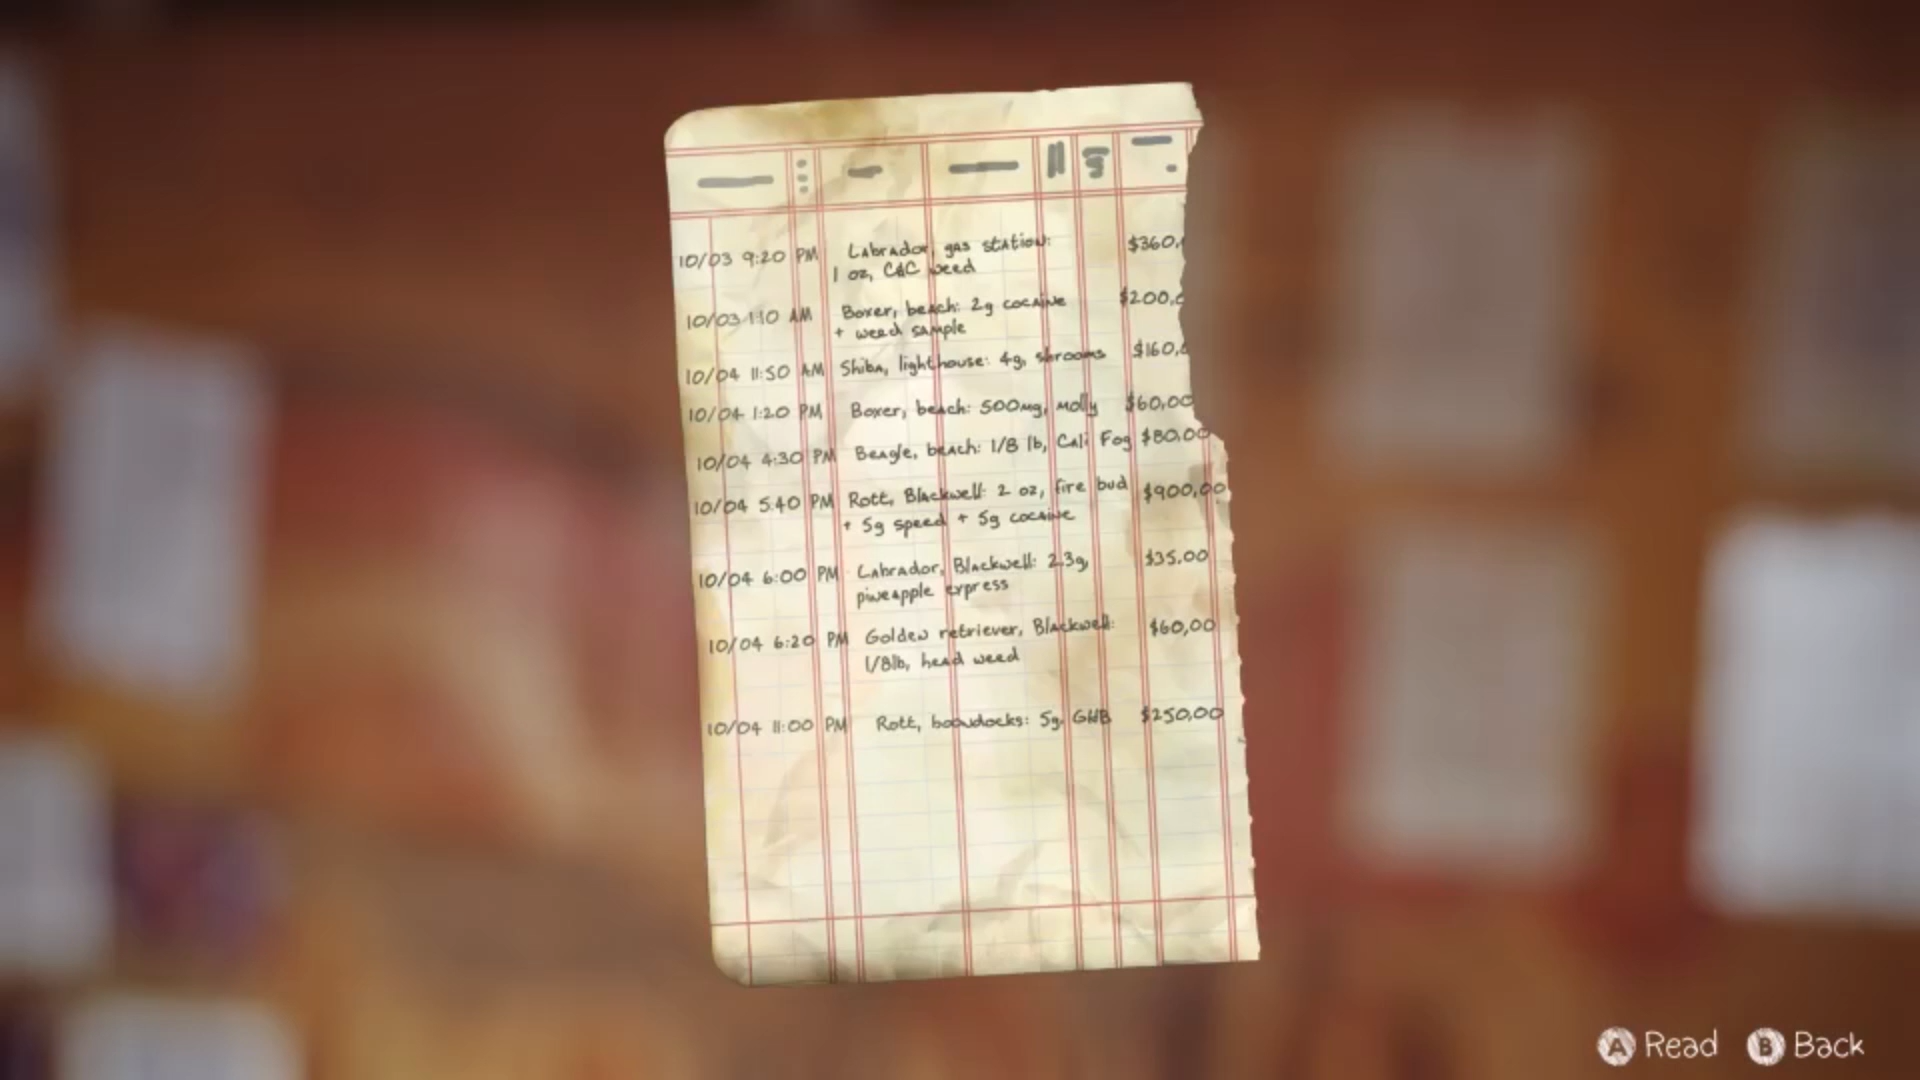 10/03 9:20 PM Labrador, gas station: $360,
1 oz, C&C weed
10/03 1:10 AM Boxer, beach: 2g cocaine $200,0
+ weed sample
10/04 11:50 AM Shiba, lighthouse: 4g, shrooms $160,0
10/04 1:20 PM Boxer, beach: 500mg, molly $60,00
10/04 4:30 PM Beagle, beach: 1/8 lb, Cali Fog $80,00
10/04 5:40 PM Rott, Blackwell: 2 oz, fire bud $900,00
+ 5g speed + 5g cocaine
10/04 6:00 PM Labrador, Blackwell: 2.3g, $35.00
pineapple express
10/04 6:20 PM Golden retriever, Blackwell: $60,00
1/8lb, head weed
10/04 11:00 PM Rott, boowdocks: 5g, GHB $250,00
A Read B Back